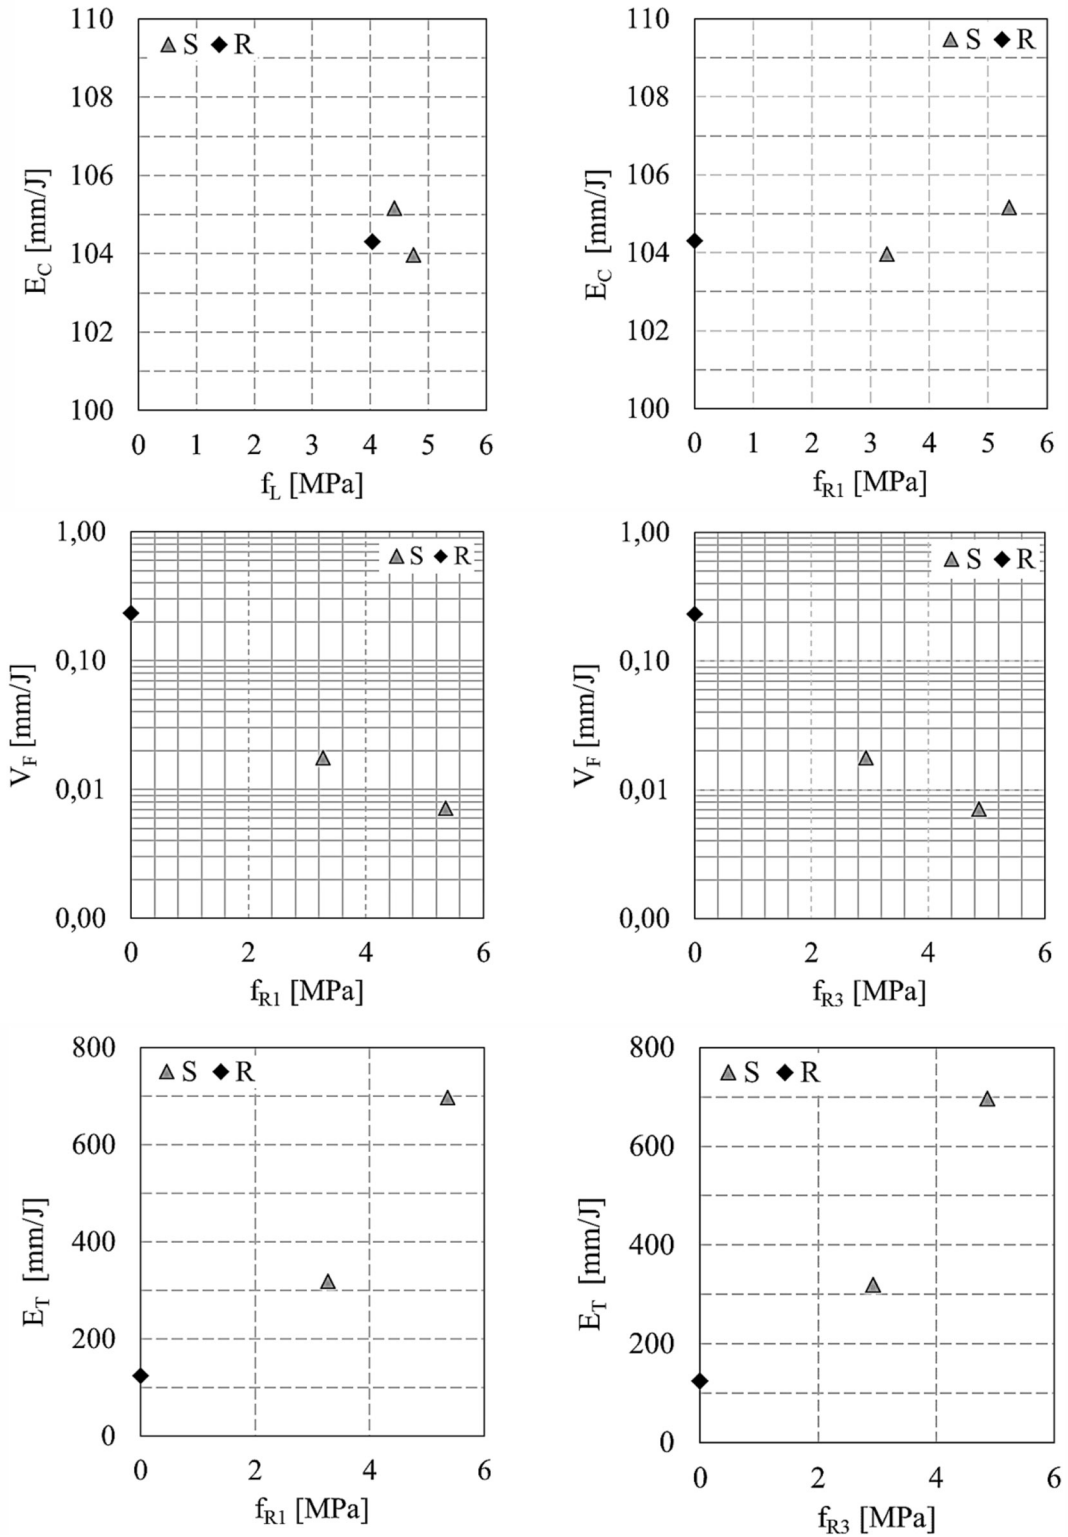 110
S R
108
106
104
102
100
E_C [mm/J]
0 1 2 3 4 5 6
f_L [MPa]
110
S R
108
106
104
102
100
E_C [mm/J]
0 1 2 3 4 5 6
f_R1 [MPa]
1,00
S R
0,10
0,01
0,00
V_F [mm/J]
0 2 4 6
f_R1 [MPa]
1,00
S R
0,10
0,01
0,00
V_F [mm/J]
0 2 4 6
f_R3 [MPa]
800
S R
600
400
200
0
E_T [mm/J]
0 2 4 6
f_R1 [MPa]
800
S R
600
400
200
0
E_T [mm/J]
0 2 4 6
f_R3 [MPa]